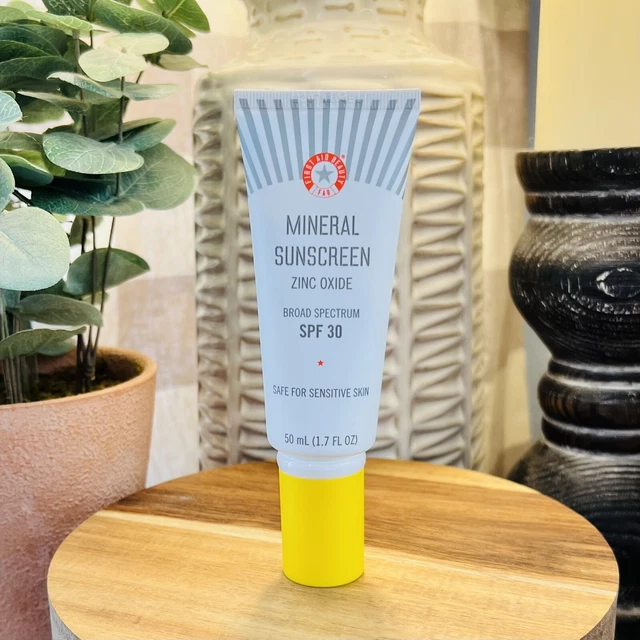 FIRST AID BEAUTY
FAB
MINERAL
SUNSCREEN
ZINC OXIDE
BROAD SPECTRUM
SPF 30
SAFE FOR SENSITIVE SKIN
50 mL (1.7 FL OZ)